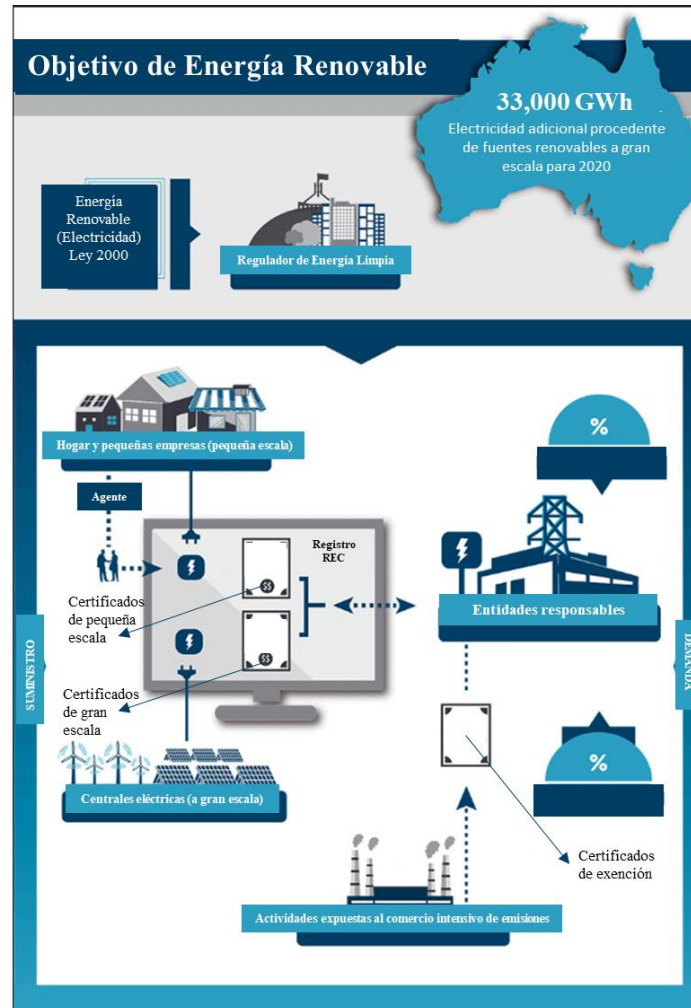 Objetivo de Energía Renovable
33,000 GWh
Electricidad adicional procedente
de fuentes renovables a gran
escala para 2020
Energía
Renovable
(Electricidad)
Ley 2000
Regulador de Energía Limpia
Hogar y pequeñas empresas (pequeña escala)
%
Agente
Registro
REC
Certificados
de pequeña
escala
$$
Entidades responsables
SUMINISTRO
DEMANDA
$$
Certificados
de gran
escala
%
Centrales eléctricas (a gran escala)
Certificados
de exención
Actividades expuestas al comercio intensivo de emisiones